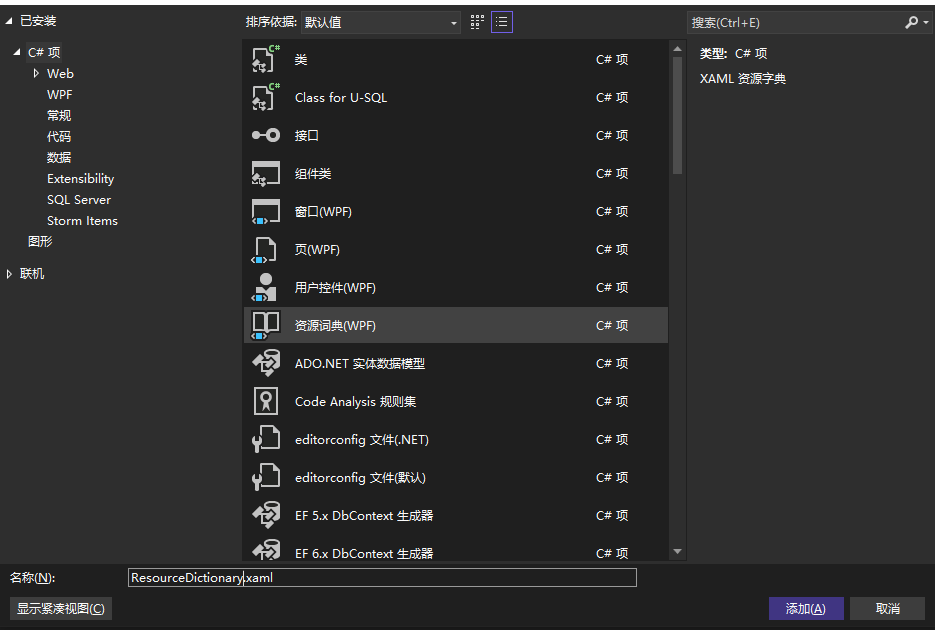 已安装
C# 项
Web
WPF
常规
代码
数据
Extensibility
SQL Server
Storm Items
图形
联机
排序依据: 默认值
类 C# 项
Class for U-SQL C# 项
接口 C# 项
组件类 C# 项
窗口(WPF) C# 项
页(WPF) C# 项
用户控件(WPF) C# 项
资源词典(WPF) C# 项
ADO.NET 实体数据模型 C# 项
Code Analysis 规则集 C# 项
editorconfig 文件(.NET) C# 项
editorconfig 文件(默认) C# 项
EF 5.x DbContext 生成器 C# 项
EF 6.x DbContext 生成器 C# 项
搜索(Ctrl+E)
类型: C# 项
XAML 资源字典
名称(N): ResourceDictionary.xaml
显示紧凑视图(C) 添加(A) 取消